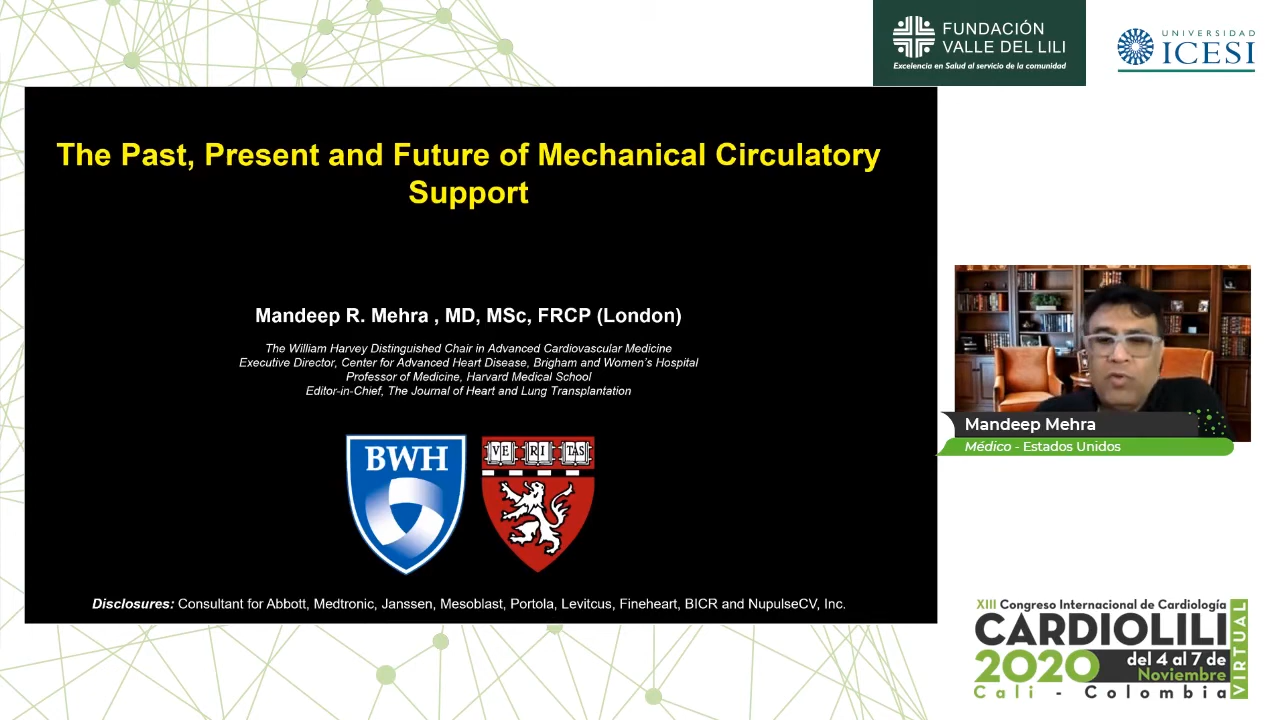 FUNDACIÓN
VALLE DEL LILI
Excelencia en Salud al servicio de la comunidad
UNIVERSIDAD
ICESI
The Past, Present and Future of Mechanical Circulatory
Support
Mandeep R. Mehra , MD, MSc, FRCP (London)
The William Harvey Distinguished Chair in Advanced Cardiovascular Medicine
Executive Director, Center for Advanced Heart Disease, Brigham and Women's Hospital
Professor of Medicine, Harvard Medical School
Editor-in-Chief, The Journal of Heart and Lung Transplantation
BWH
VE RI TAS
Disclosures: Consultant for Abbott, Medtronic, Janssen, Mesoblast, Portola, Levitcus, Fineheart, BICR and NupulseCV, Inc.
Mandeep Mehra
Médico - Estados Unidos
XIII Congreso Internacional de Cardiología
CARDIOLILI
2020 del 4 al 7 de
Noviembre
Cali - Colombia
VIRTUAL